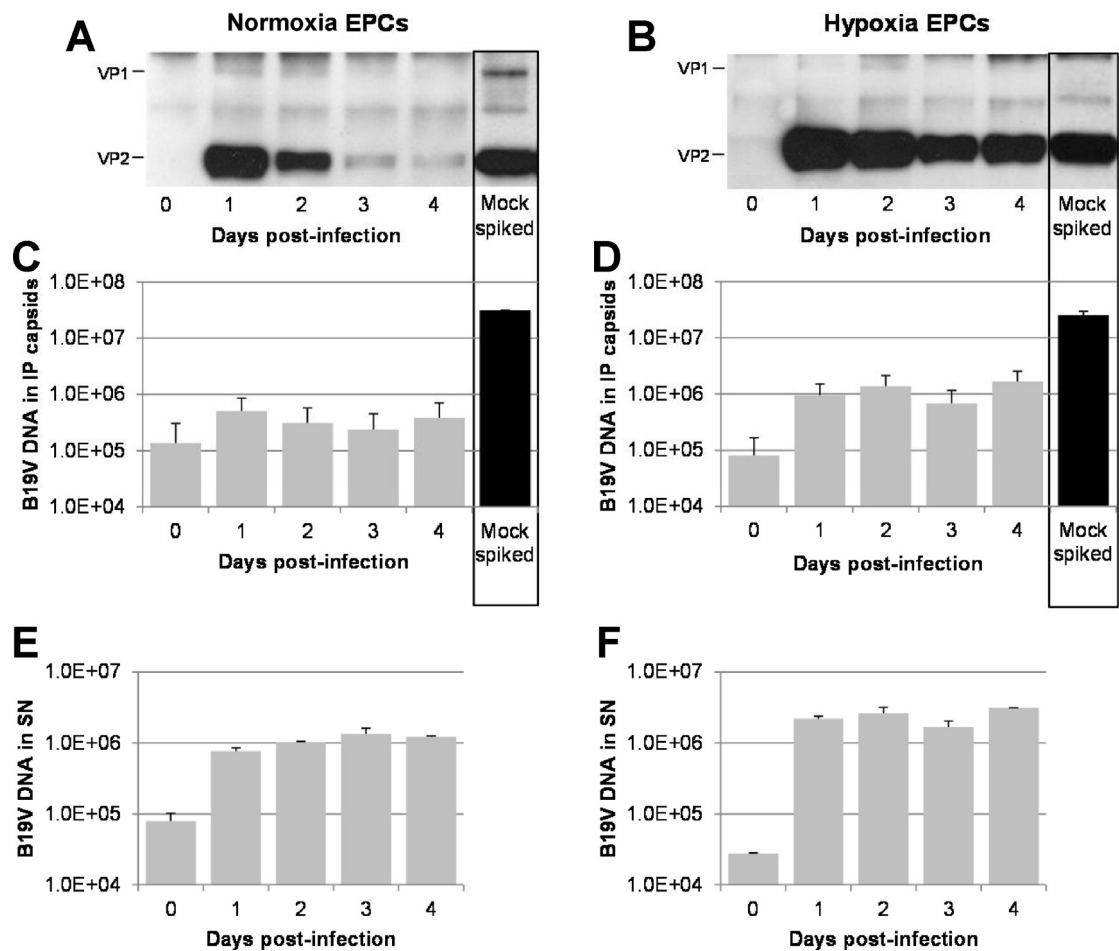 A
Normoxia EPCs
VP1
VP2
0 1 2 3 4
Days post-infection
Mock
spiked
B
Hypoxia EPCs
VP1
VP2
0 1 2 3 4
Days post-infection
Mock
spiked
C
B19V DNA in IP capsids
1.0E+08
1.0E+07
1.0E+06
1.0E+05
1.0E+04
0 1 2 3 4
Days post-infection
Mock
spiked
D
B19V DNA in IP capsids
1.0E+08
1.0E+07
1.0E+06
1.0E+05
1.0E+04
0 1 2 3 4
Days post-infection
Mock
spiked
E
B19V DNA in SN
1.0E+07
1.0E+06
1.0E+05
1.0E+04
0 1 2 3 4
Days post-infection
F
B19V DNA in SN
1.0E+07
1.0E+06
1.0E+05
1.0E+04
0 1 2 3 4
Days post-infection